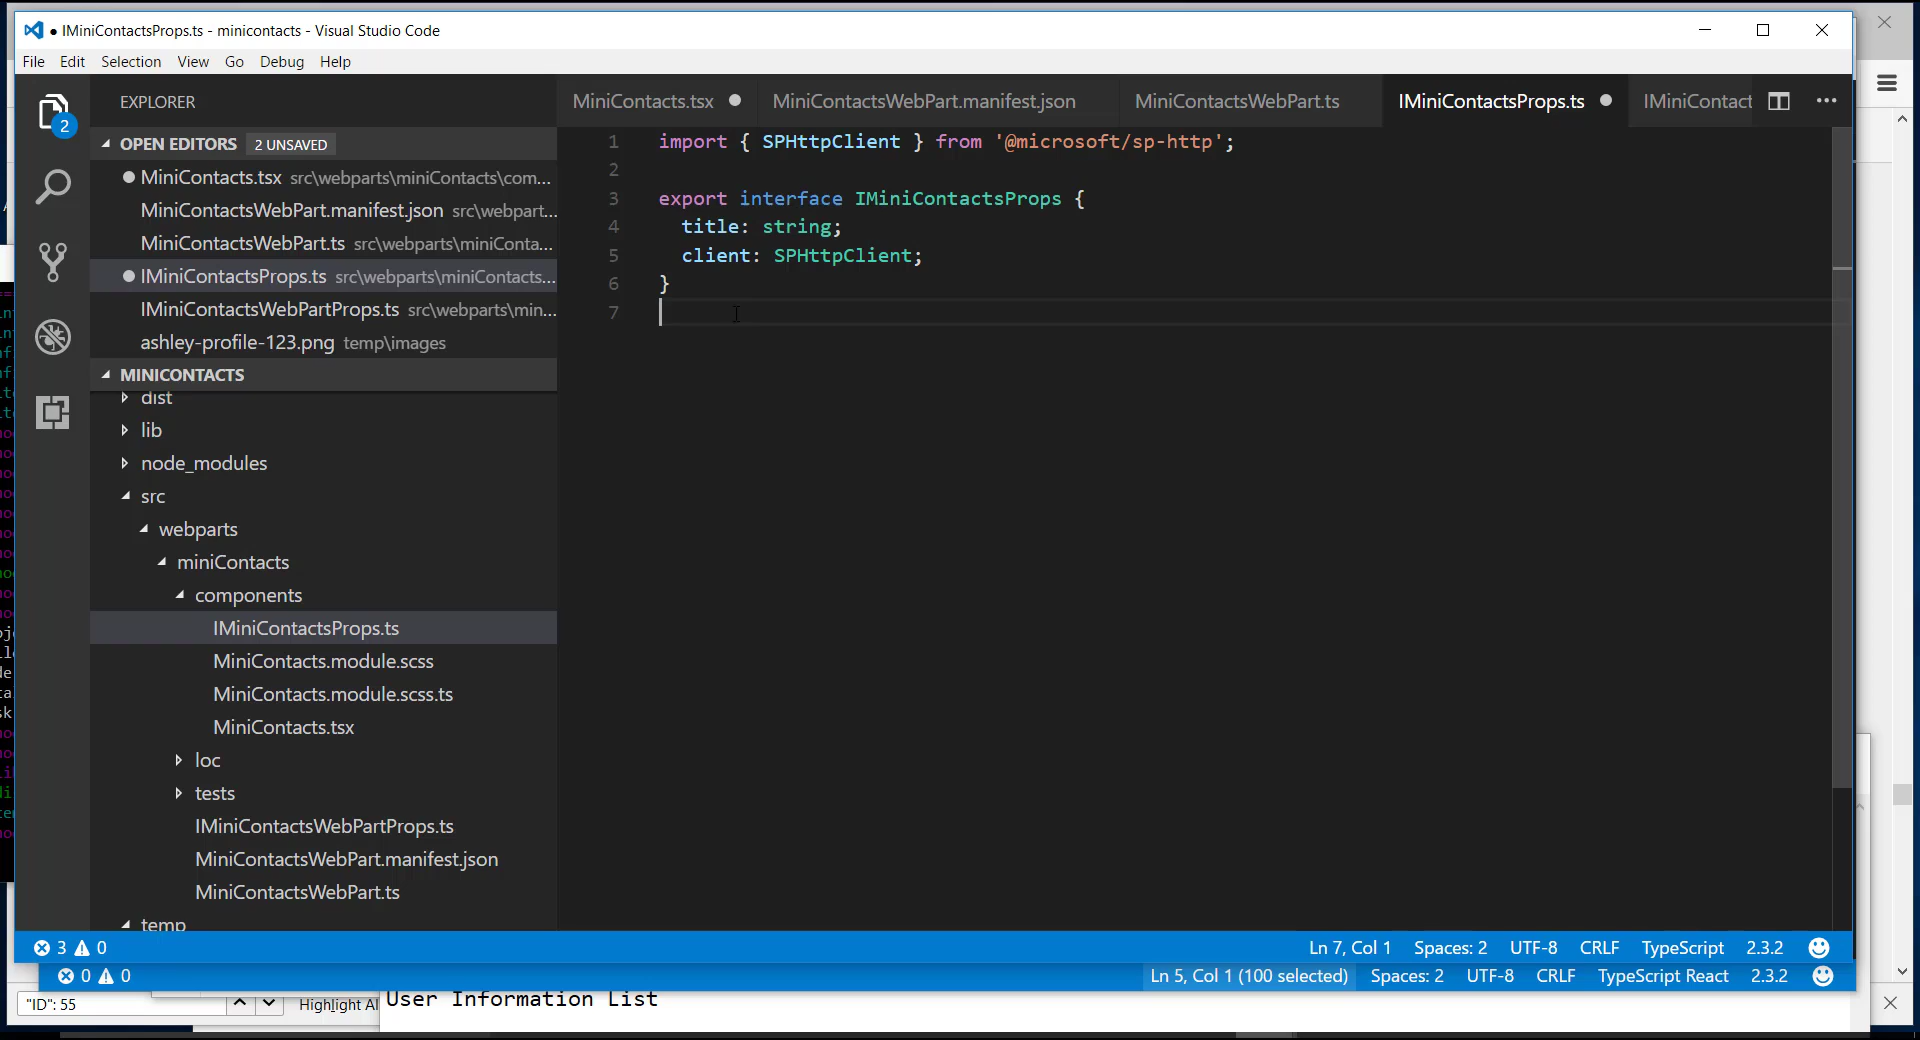 ● IMiniContactsProps.ts - minicontacts - Visual Studio Code
File Edit Selection View Go Debug Help
EXPLORER
2
OPEN EDITORS 2 UNSAVED
MiniContacts.tsx src\webparts\miniContacts\com...
MiniContactsWebPart.manifest.json src\webpart...
MiniContactsWebPart.ts src\webparts\miniConta...
IMiniContactsProps.ts src\webparts\miniContacts...
IMiniContactsWebPartProps.ts src\webparts\min...
ashley-profile-123.png temp\images
MINICONTACTS
dist
lib
node_modules
src
webparts
miniContacts
components
IMiniContactsProps.ts
MiniContacts.module.scss
MiniContacts.module.scss.ts
MiniContacts.tsx
loc
tests
IMiniContactsWebPartProps.ts
MiniContactsWebPart.manifest.json
MiniContactsWebPart.ts
temp
MiniContacts.tsx MiniContactsWebPart.manifest.json MiniContactsWebPart.ts IMiniContactsProps.ts IMiniContact
1 import { SPHttpClient } from '@microsoft/sp-http';
2
3 export interface IMiniContactsProps {
4 title: string;
5 client: SPHttpClient;
6 }
7
3 0 Ln 7, Col 1 Spaces: 2 UTF-8 CRLF TypeScript 2.3.2
0 0 Ln 5, Col 1 (100 selected) Spaces: 2 UTF-8 CRLF TypeScript React 2.3.2
"ID": 55 Highlight Al
User Information List